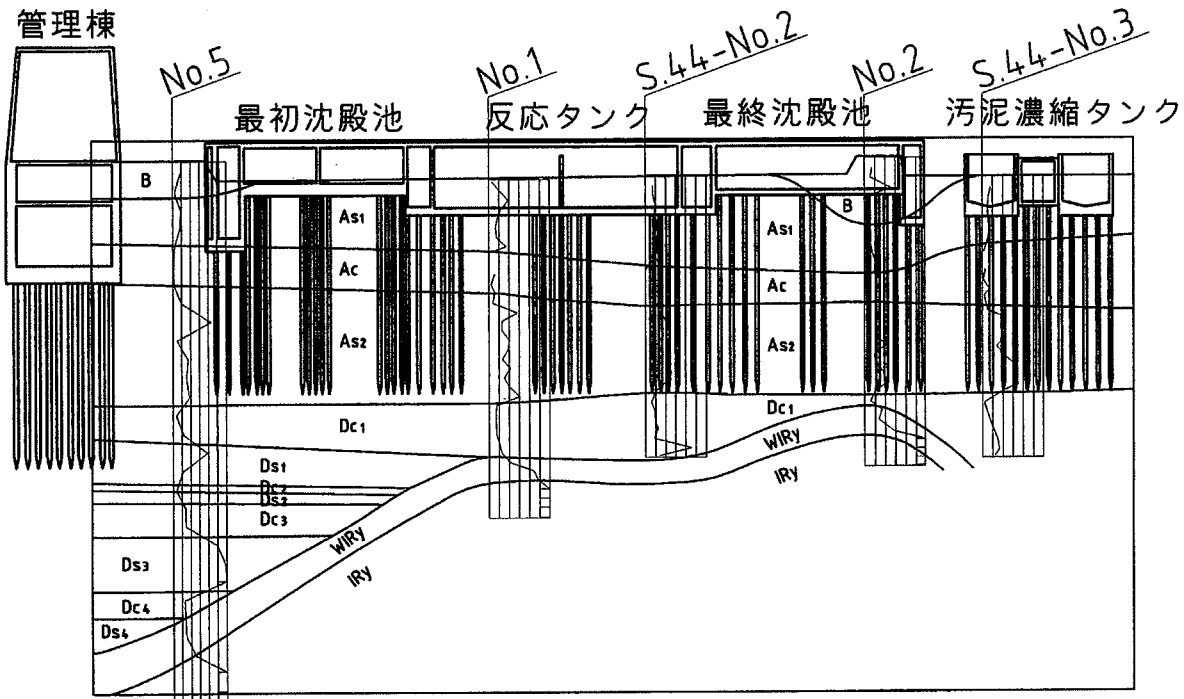 管理棟
No.5
No.1
S.44-No.2
No.2
S.44-No.3
最初沈殿池
反応タンク
最終沈殿池
汚泥濃縮タンク
B
As1
As1
B
Ac
Ac
As2
As2
Dc1
Dc1
WIRy
IRy
Ds1
Dc2
Ds2
Dc3
WIRy
IRy
Ds3
Dc4
Ds4